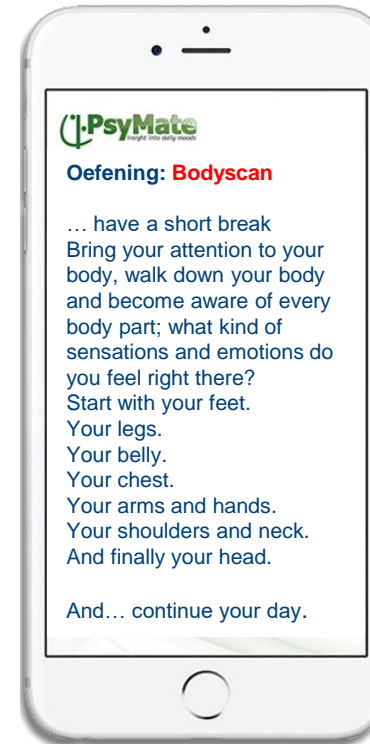 PsyMate
Insight into daily moods
Oefening: Bodyscan
… have a short break
Bring your attention to your
body, walk down your body
and become aware of every
body part; what kind of
sensations and emotions do
you feel right there?
Start with your feet.
Your legs.
Your belly.
Your chest.
Your arms and hands.
Your shoulders and neck.
And finally your head.
And… continue your day.